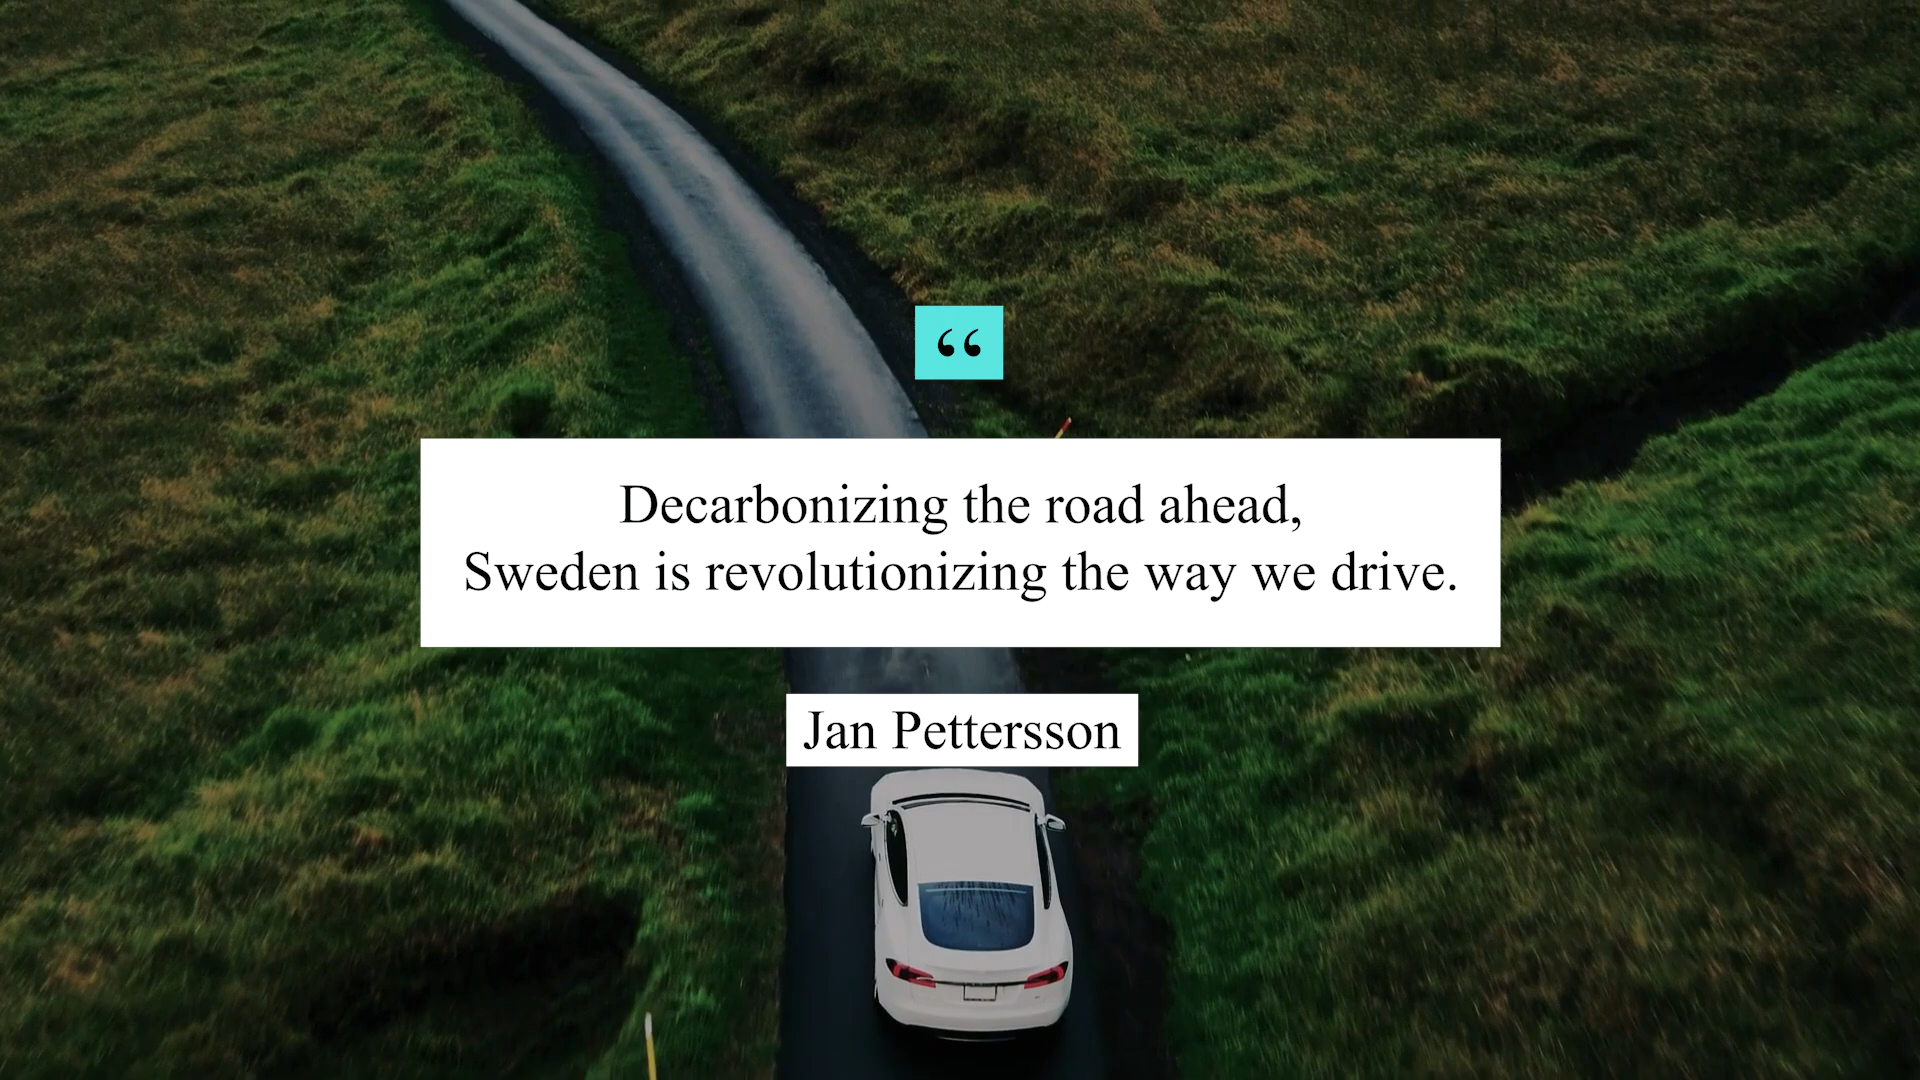 “
Decarbonizing the road ahead,
Sweden is revolutionizing the way we drive.
Jan Pettersson